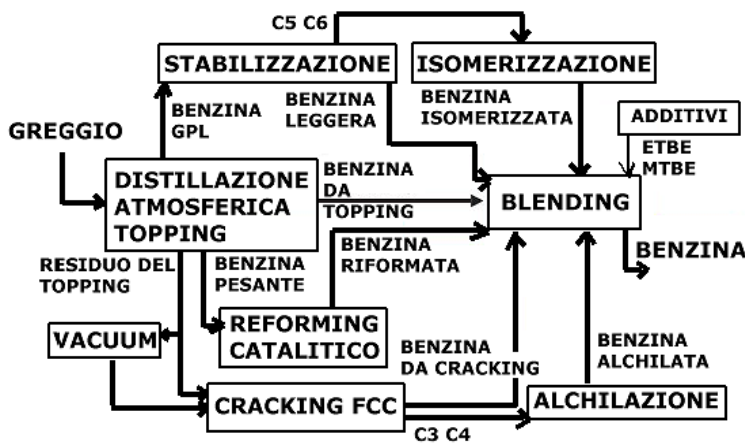 C5 C6
STABILIZZAZIONE
ISOMERIZZAZIONE
BENZINA
GPL
BENZINA
LEGGERA
BENZINA
ISOMERIZZATA
ADDITIVI
ETBE
MTBE
GREGGIO
DISTILLAZIONE
ATMOSFERICA
TOPPING
BENZINA
DA
TOPPING
BLENDING
BENZINA
RESIDUO DEL
TOPPING
BENZINA
PESANTE
BENZINA
RIFORMATA
VACUUM
REFORMING
CATALITICO
BENZINA
DA CRACKING
BENZINA
ALCHILATA
CRACKING FCC
C3 C4
ALCHILAZIONE